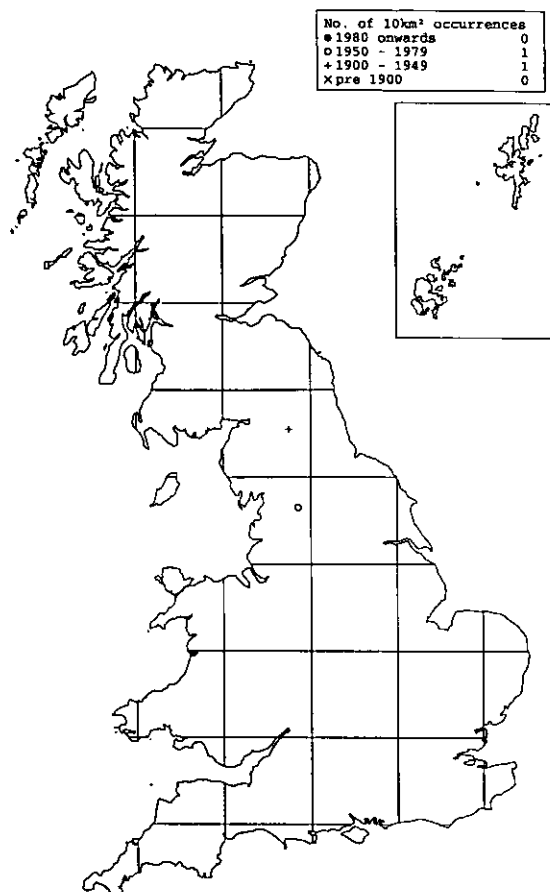 No. of 10km² occurrences
● 1980 onwards 0
o 1950 - 1979 1
+ 1900 - 1949 1
× pre 1900 0